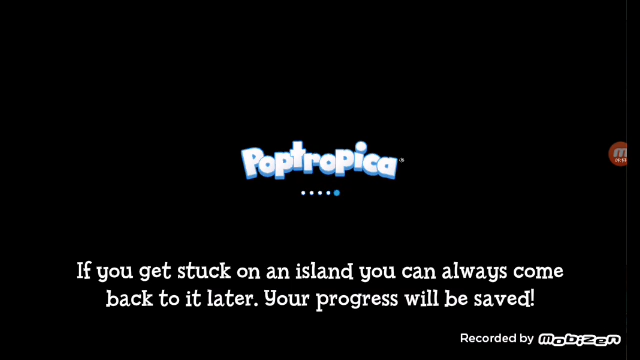 Poptropica
If you get stuck on an island you can always come
back to it later. Your progress will be saved!
Recorded by mobizen